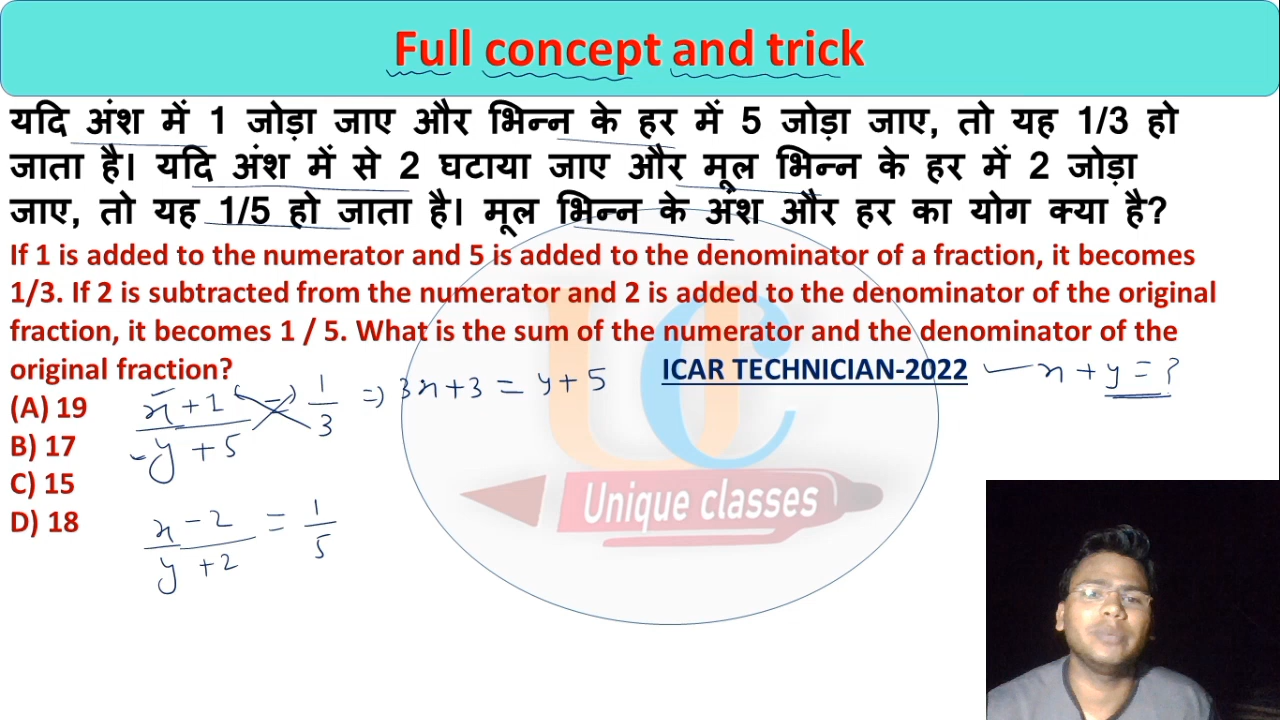 Full concept and trick
यदि अंश में 1 जोड़ा जाए और भिन्न के हर में 5 जोड़ा जाए, तो यह 1/3 हो
जाता है। यदि अंश में से 2 घटाया जाए और मूल भिन्न के हर में 2 जोड़ा
जाए, तो यह 1/5 हो जाता है। मूल भिन्न के अंश और हर का योग क्या है?
If 1 is added to the numerator and 5 is added to the denominator of a fraction, it becomes
1/3. If 2 is subtracted from the numerator and 2 is added to the denominator of the original
fraction, it becomes 1 / 5. What is the sum of the numerator and the denominator of the
original fraction?
ICAR TECHNICIAN-2022
x + y = ?
(A) 19
B) 17
C) 15
D) 18
x + 1 / y + 5 = 1 / 3 => 3x + 3 = y + 5
x - 2 / y + 2 = 1 / 5
UC
Unique classes